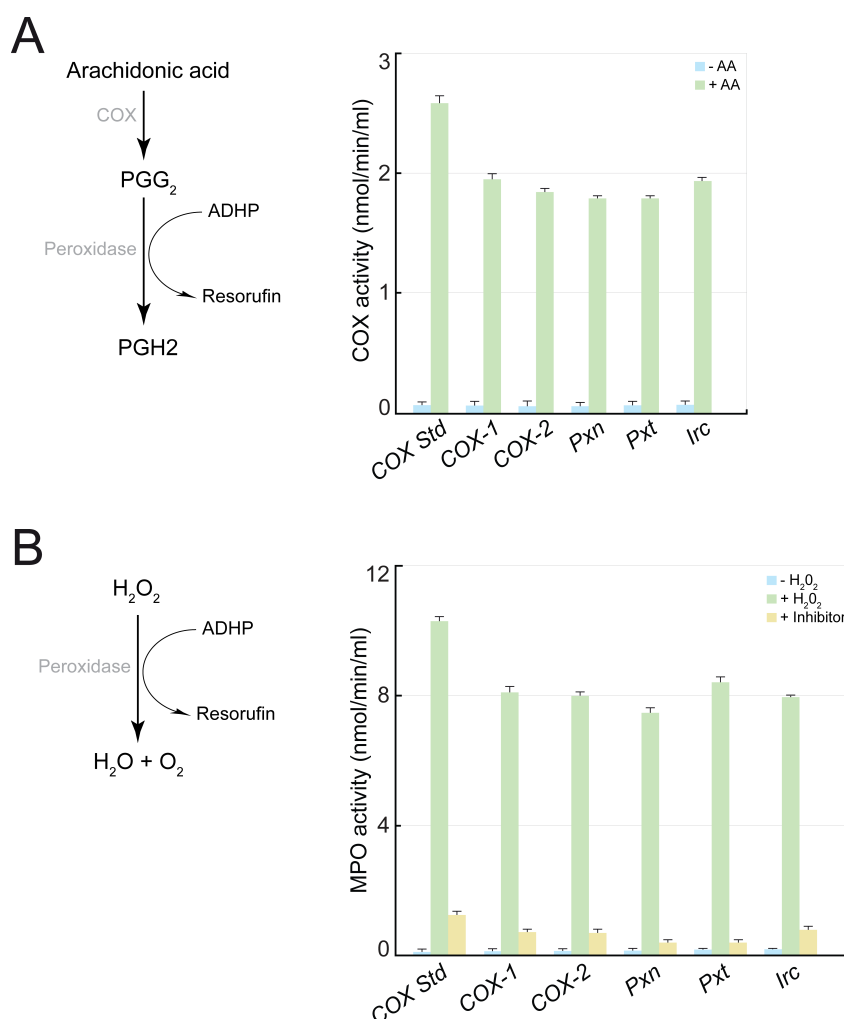 A
Arachidonic acid
COX
PGG2
ADHP
Peroxidase
Resorufin
PGH2
COX activity (nmol/min/ml)
3
2
1
0
- AA
+ AA
COX Std
COX-1
COX-2
Pxn
Pxt
Irc
B
H2O2
ADHP
Peroxidase
Resorufin
H2O + O2
MPO activity (nmol/min/ml)
12
8
4
0
- H202
+ H202
+ Inhibitor
COX Std
COX-1
COX-2
Pxn
Pxt
Irc